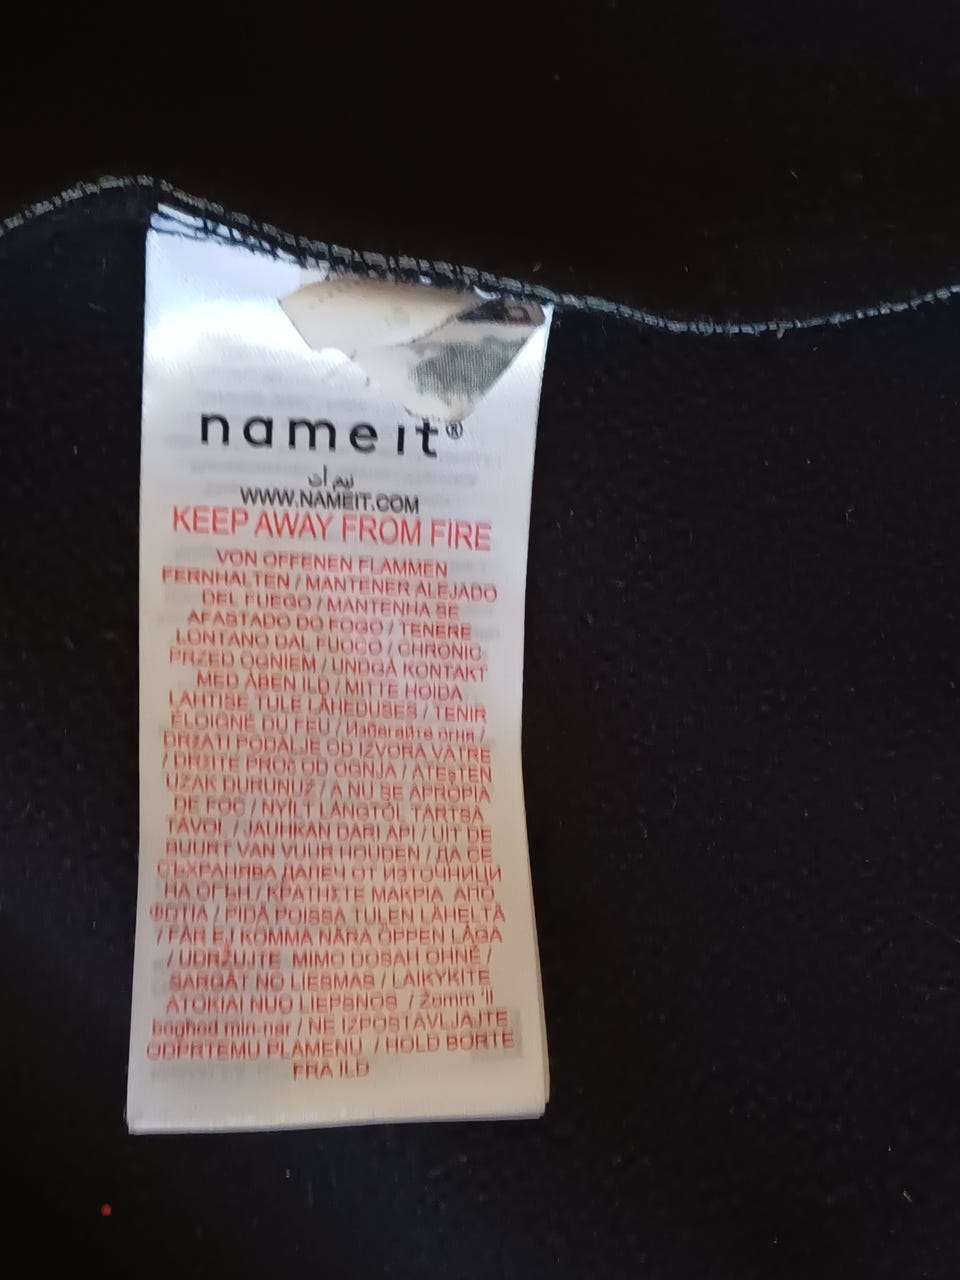 name it®
نيم ات
WWW.NAMEIT.COM
KEEP AWAY FROM FIRE
VON OFFENEN FLAMMEN
FERNHALTEN / MANTENER ALEJADO
DEL FUEGO / MANTENHA SE
AFASTADO DO FOGO / TENERE
LONTANO DAL FUOCO / CHRONIC
PRZED OGNIEM / UNDGÅ KONTAKT
MED ÅBEN ILD / MITTE HOIDA
LAHTISE TULE LÄHEDUSES / TENIR
ÉLOIGNÉ DU FEU / Избегайте огня /
DRŽATI PODALJE OD IZVORA VATRE
/ DRŽITE PROč OD OGNJA / ATEşTEN
UZAK DURUNUZ / A NU SE APROPIA
DE FOC / NYÍLT LÁNGTÓL TARTSA
TÁVOL / JAUHKAN DARI API / UIT DE
BUURT VAN VUUR HOUDEN / ДА СЕ
СЪХРАНЯВА ДАЛЕЧ ОТ ИЗТОЧНИЦИ
НА ОГЪН / ΚΡΑΤΗΣΤΕ ΜΑΚΡΙΑ ΑΠΟ
ΦΩΤΙΑ / PIDÄ POISSA TULEN LÄHELTÄ
/ FÅR EJ KOMMA NÄRA ÖPPEN LÅGA
/ UDRŽUJTE MIMO DOSAH OHNĚ /
SARGĀT NO LIESMAS / LAIKYKITE
ATOKIAI NUO LIEPSNOS / Żomm 'il
bogħod min-nar / NE IZPOSTAVLJAJTE
ODPRTEMU PLAMENU / HOLD BORTE
FRA ILD